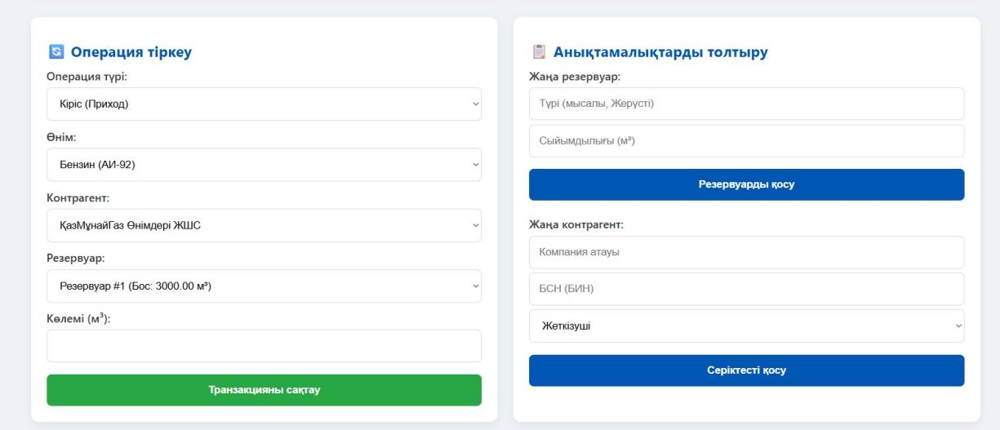 Операция тіркеу
Операция түрі:
Кіріс (Приход)
Өнім:
Бензин (АИ-92)
Контрагент:
ҚазМұнайГаз Өнімдері ЖШС
Резервуар:
Резервуар #1 (Бос: 3000.00 м³)
Көлемі (м³):
Транзакцияны сақтау
Анықтамалықтарды толтыру
Жаңа резервуар:
Түрі (мысалы, Жерүсті)
Сыйымдылығы (м³)
Резервуарды қосу
Жаңа контрагент:
Компания атауы
БСН (БИН)
Жеткізуші
Серіктесті қосу